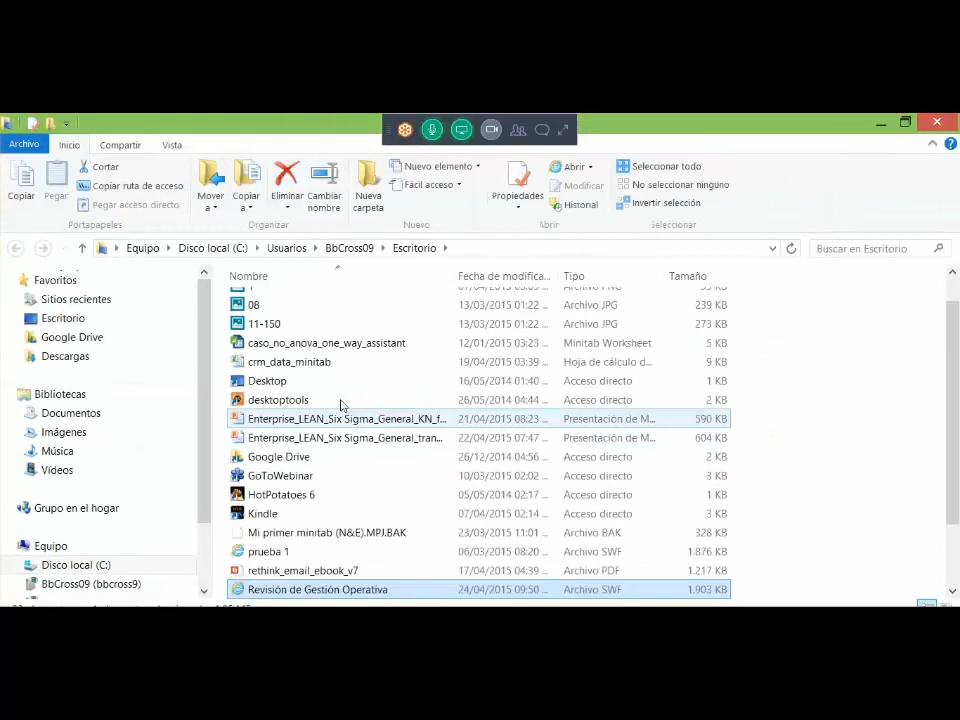 Archivo Inicio Compartir Vista
Copiar
Pegar
Cortar
Copiar ruta de acceso
Pegar acceso directo
Portapapeles
Mover a
Copiar a
Eliminar
Cambiar nombre
Organizar
Nueva carpeta
Nuevo elemento
Fácil acceso
Nuevo
Propiedades
Abrir
Modificar
Historial
Abrir
Seleccionar todo
No seleccionar ninguno
Invertir selección
Seleccionar
Equipo Disco local (C:) Usuarios BbCross09 Escritorio
Buscar en Escritorio
Favoritos
Sitios recientes
Escritorio
Google Drive
Descargas
Bibliotecas
Documentos
Imágenes
Música
Vídeos
Grupo en el hogar
Equipo
Disco local (C:)
BbCross09 (bbcross9)
Nombre Fecha de modifica... Tipo Tamaño
08 13/03/2015 01:22 ... Archivo JPG 239 KB
11-150 13/03/2015 01:22 ... Archivo JPG 273 KB
caso_no_anova_one_way_assistant 12/01/2015 03:23 ... Minitab Worksheet 5 KB
crm_data_minitab 19/04/2015 03:39 ... Hoja de cálculo d... 9 KB
Desktop 16/05/2014 01:40 ... Acceso directo 1 KB
desktoptools 26/05/2014 04:44 ... Acceso directo 2 KB
Enterprise_LEAN_Six Sigma_General_KN_f... 21/04/2015 08:23 ... Presentación de M... 590 KB
Enterprise_LEAN_Six Sigma_General_tran... 22/04/2015 07:47 ... Presentación de M... 604 KB
Google Drive 26/12/2014 04:56 ... Acceso directo 2 KB
GoToWebinar 10/03/2015 02:02 ... Acceso directo 3 KB
HotPotatoes 6 05/05/2014 02:17 ... Acceso directo 1 KB
Kindle 07/04/2015 02:14 ... Acceso directo 3 KB
Mi primer minitab (N&E).MPJ.BAK 23/03/2015 11:01 ... Archivo BAK 328 KB
prueba 1 06/03/2015 08:20 ... Archivo SWF 1.876 KB
rethink_email_ebook_v7 17/04/2015 04:39 ... Archivo PDF 1.217 KB
Revisión de Gestión Operativa 24/04/2015 09:50 ... Archivo SWF 1.903 KB